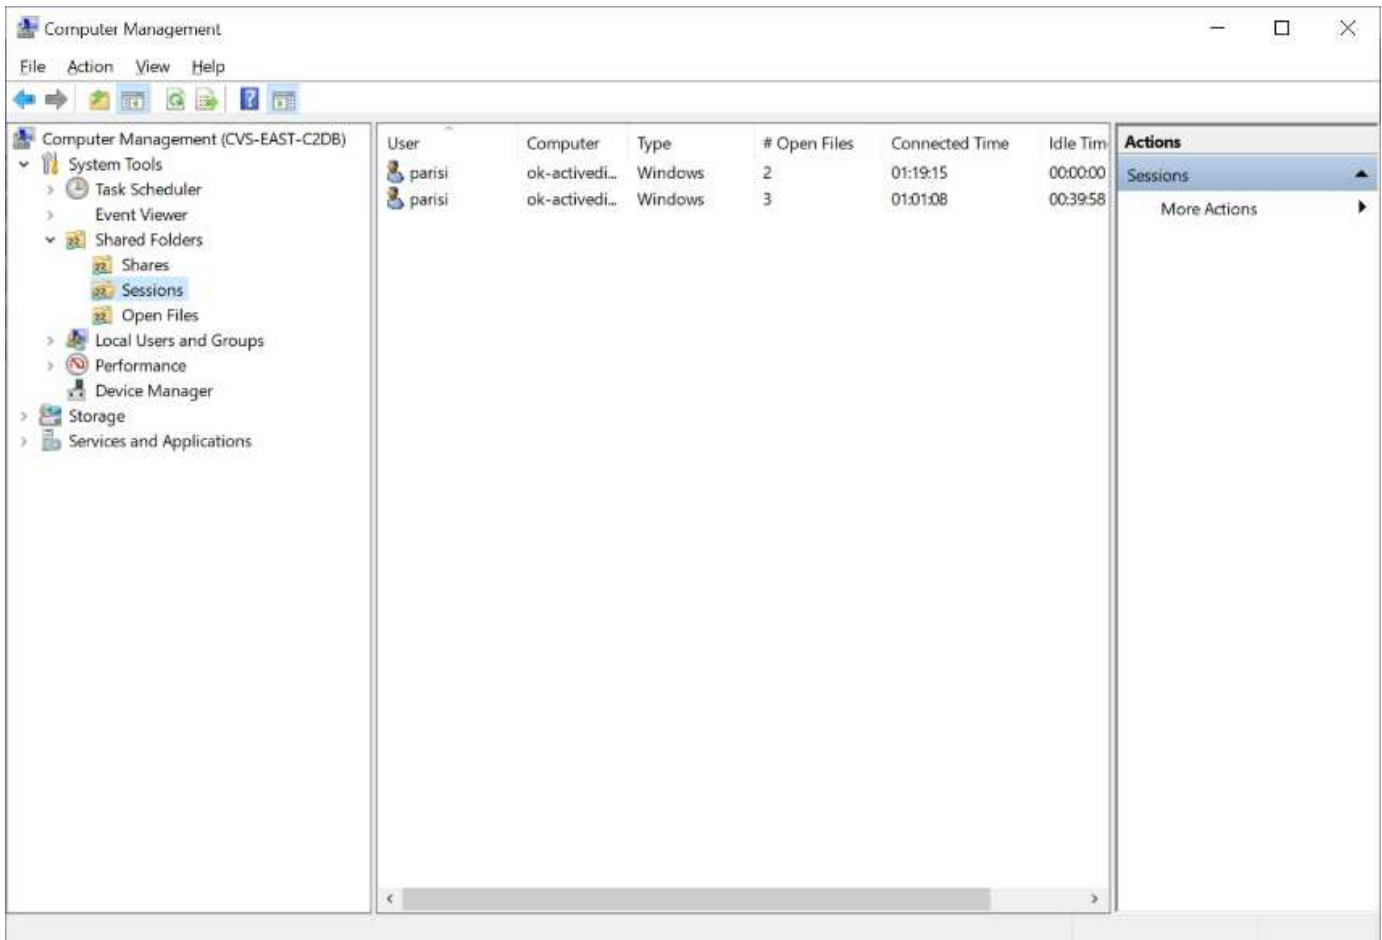 Computer Management
File Action View Help
Computer Management (CVS-EAST-C2DB)
System Tools
Task Scheduler
Event Viewer
Shared Folders
Shares
Sessions
Open Files
Local Users and Groups
Performance
Device Manager
Storage
Services and Applications
User Computer Type # Open Files Connected Time Idle Tim
parisi ok-activedi... Windows 2 01:19:15 00:00:00
parisi ok-activedi... Windows 3 01:01:08 00:39:58
Actions
Sessions
More Actions